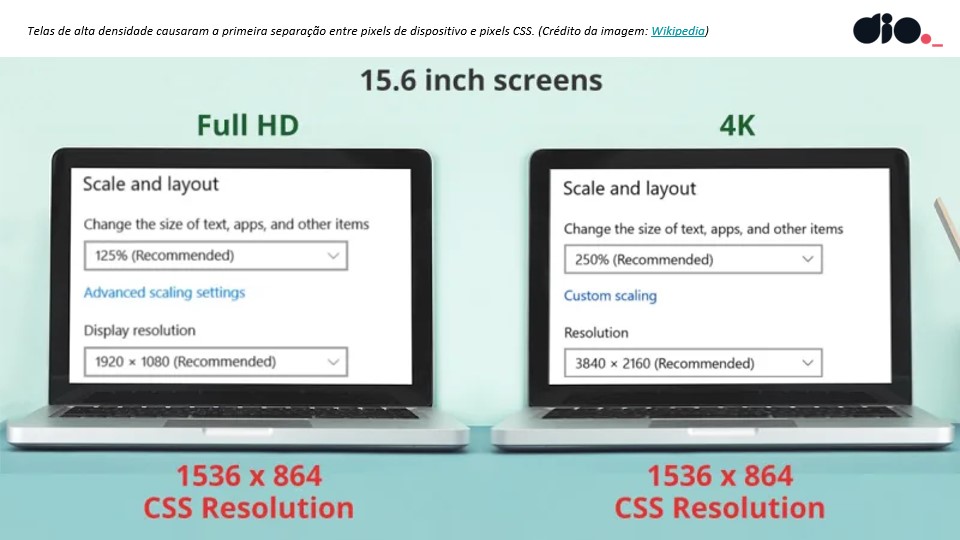 Telas de alta densidade causaram a primeira separação entre pixels de dispositivo e pixels CSS. (Crédito da imagem: Wikipedia)
dio._
15.6 inch screens
Full HD
4K
Scale and layout
Change the size of text, apps, and other items
125% (Recommended)
Advanced scaling settings
Display resolution
1920 × 1080 (Recommended)
Scale and layout
Change the size of text, apps, and other items
250% (Recommended)
Custom scaling
Resolution
3840 × 2160 (Recommended)
1536 x 864
CSS Resolution
1536 x 864
CSS Resolution